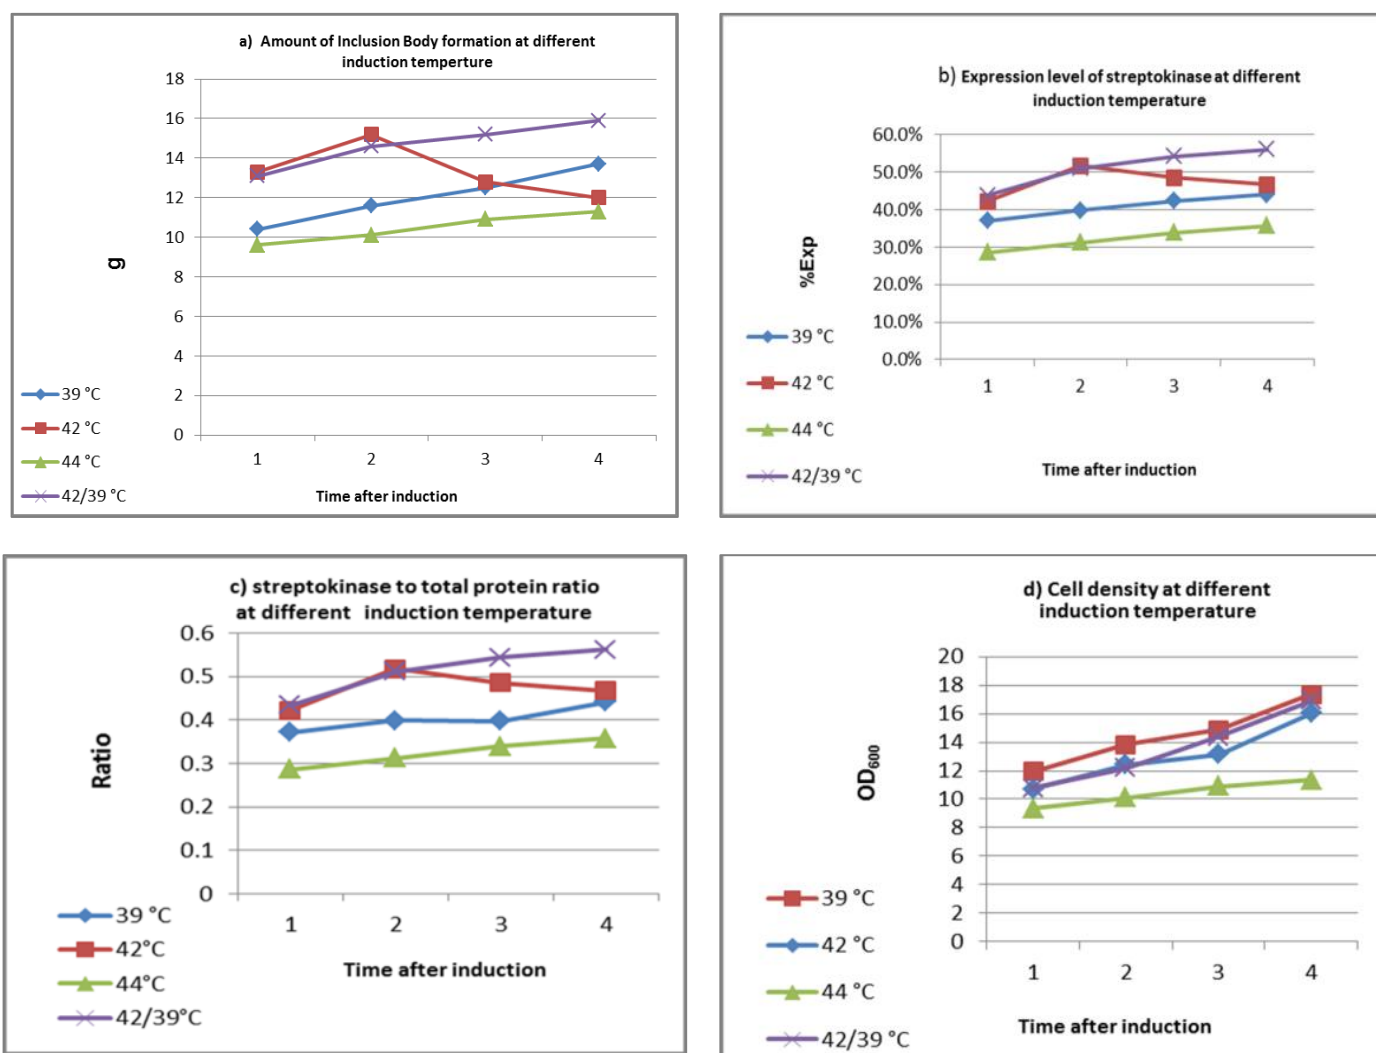 a) Amount of Inclusion Body formation at different
induction temperture
18
16
14
12
10
8
6
4
2
0
g
1 2 3 4
Time after induction
39 °C
42 °C
44 °C
42/39 °C
b) Expression level of streptokinase at different
induction temperature
60.0%
50.0%
40.0%
30.0%
20.0%
10.0%
0.0%
%Exp
1 2 3 4
Time after induction
39 °C
42 °C
44 °C
42/39 °C
c) streptokinase to total protein ratio
at different induction temperature
0.6
0.5
0.4
0.3
0.2
0.1
0
Ratio
1 2 3 4
Time after induction
39 °C
42°C
44°C
42/39°C
d) Cell density at different
induction temperature
20
18
16
14
12
10
8
6
4
2
0
OD600
1 2 3 4
Time after induction
39 °C
42 °C
44 °C
42/39 °C